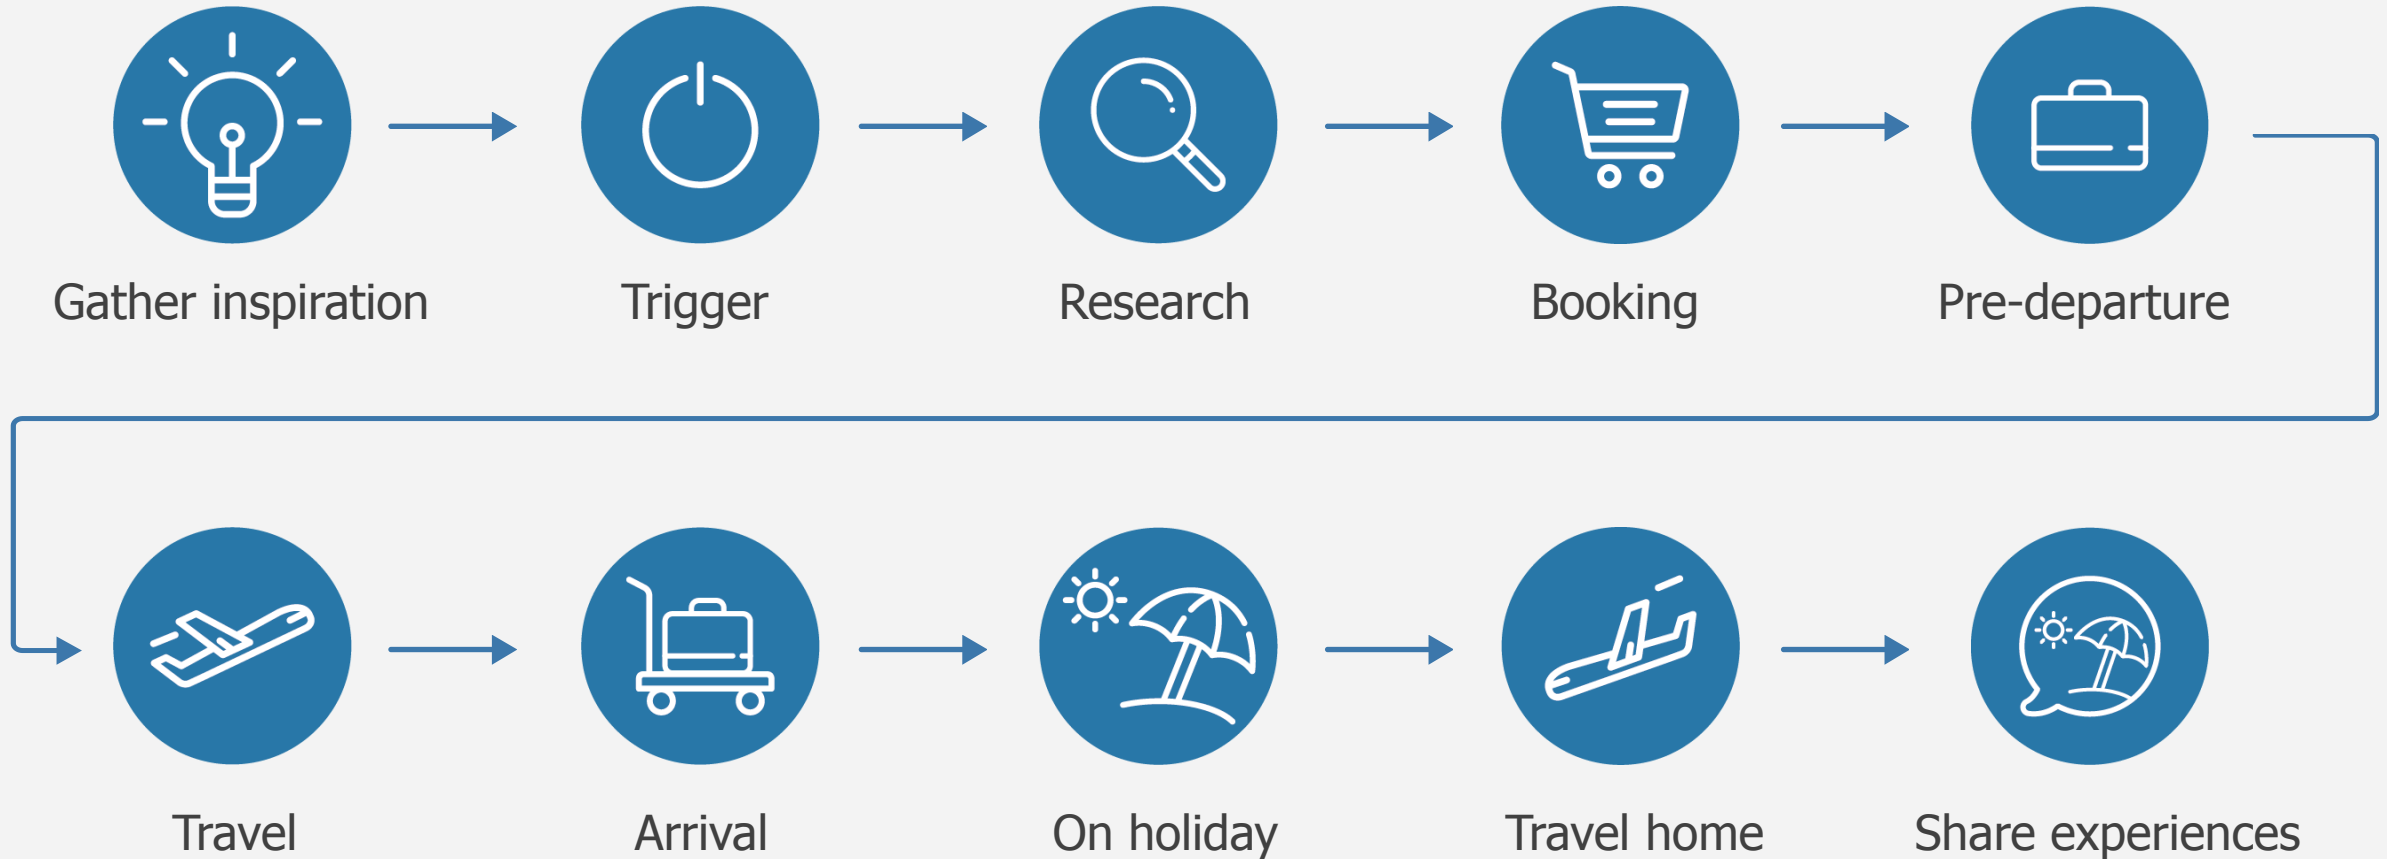 Gather inspiration
Trigger
Research
Booking
Pre-departure
Travel
Arrival
On holiday
Travel home
Share experiences